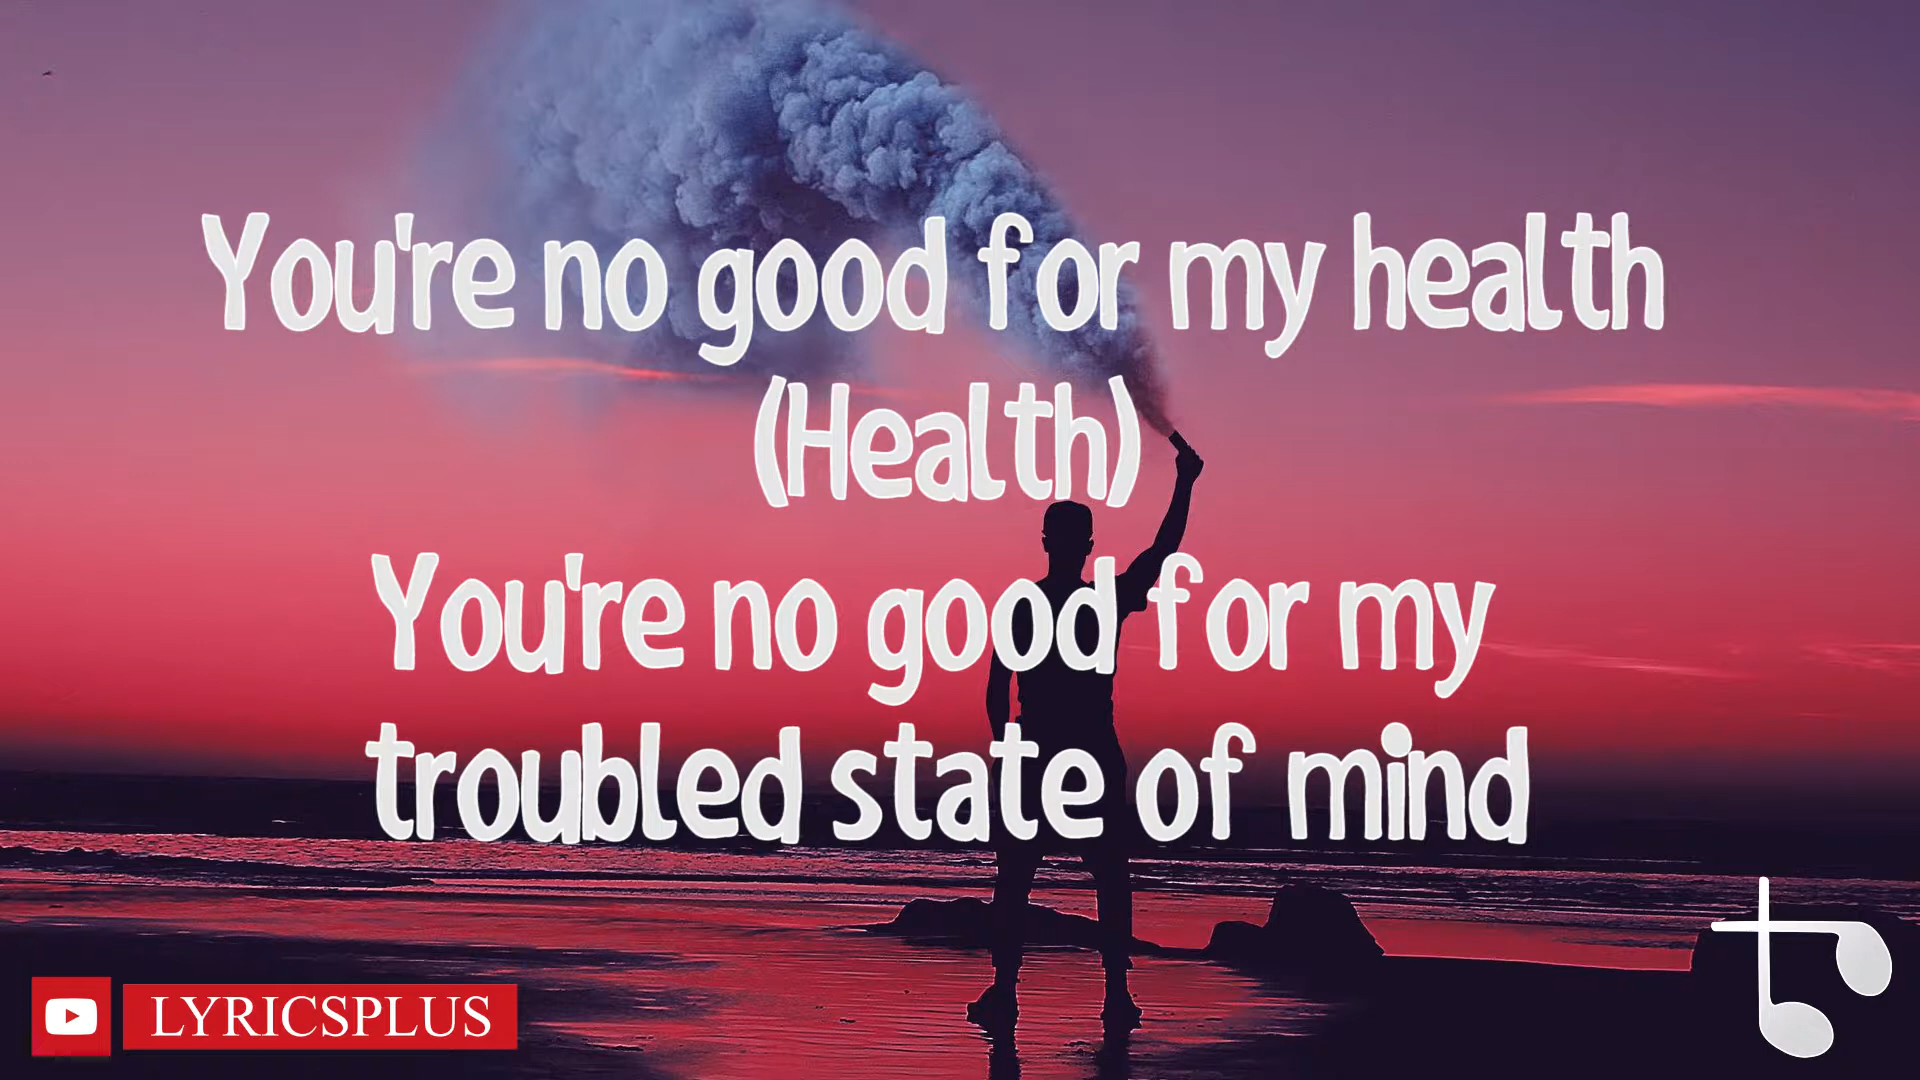 You're no good for my health
(Health)
You're no good for my
troubled state of mind
LYRICSPLUS